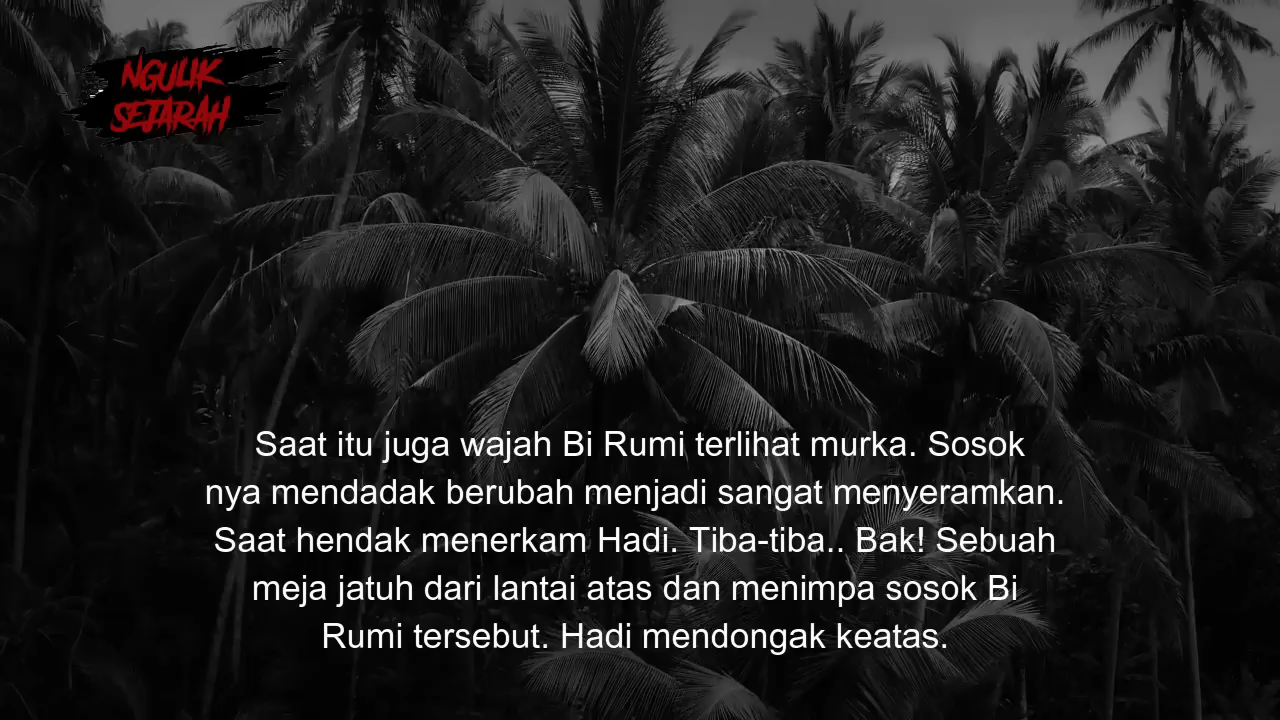 NGULIK
SEJARAH
Saat itu juga wajah Bi Rumi terlihat murka. Sosok
nya mendadak berubah menjadi sangat menyeramkan.
Saat hendak menerkam Hadi. Tiba-tiba.. Bak! Sebuah
meja jatuh dari lantai atas dan menimpa sosok Bi
Rumi tersebut. Hadi mendongak keatas.